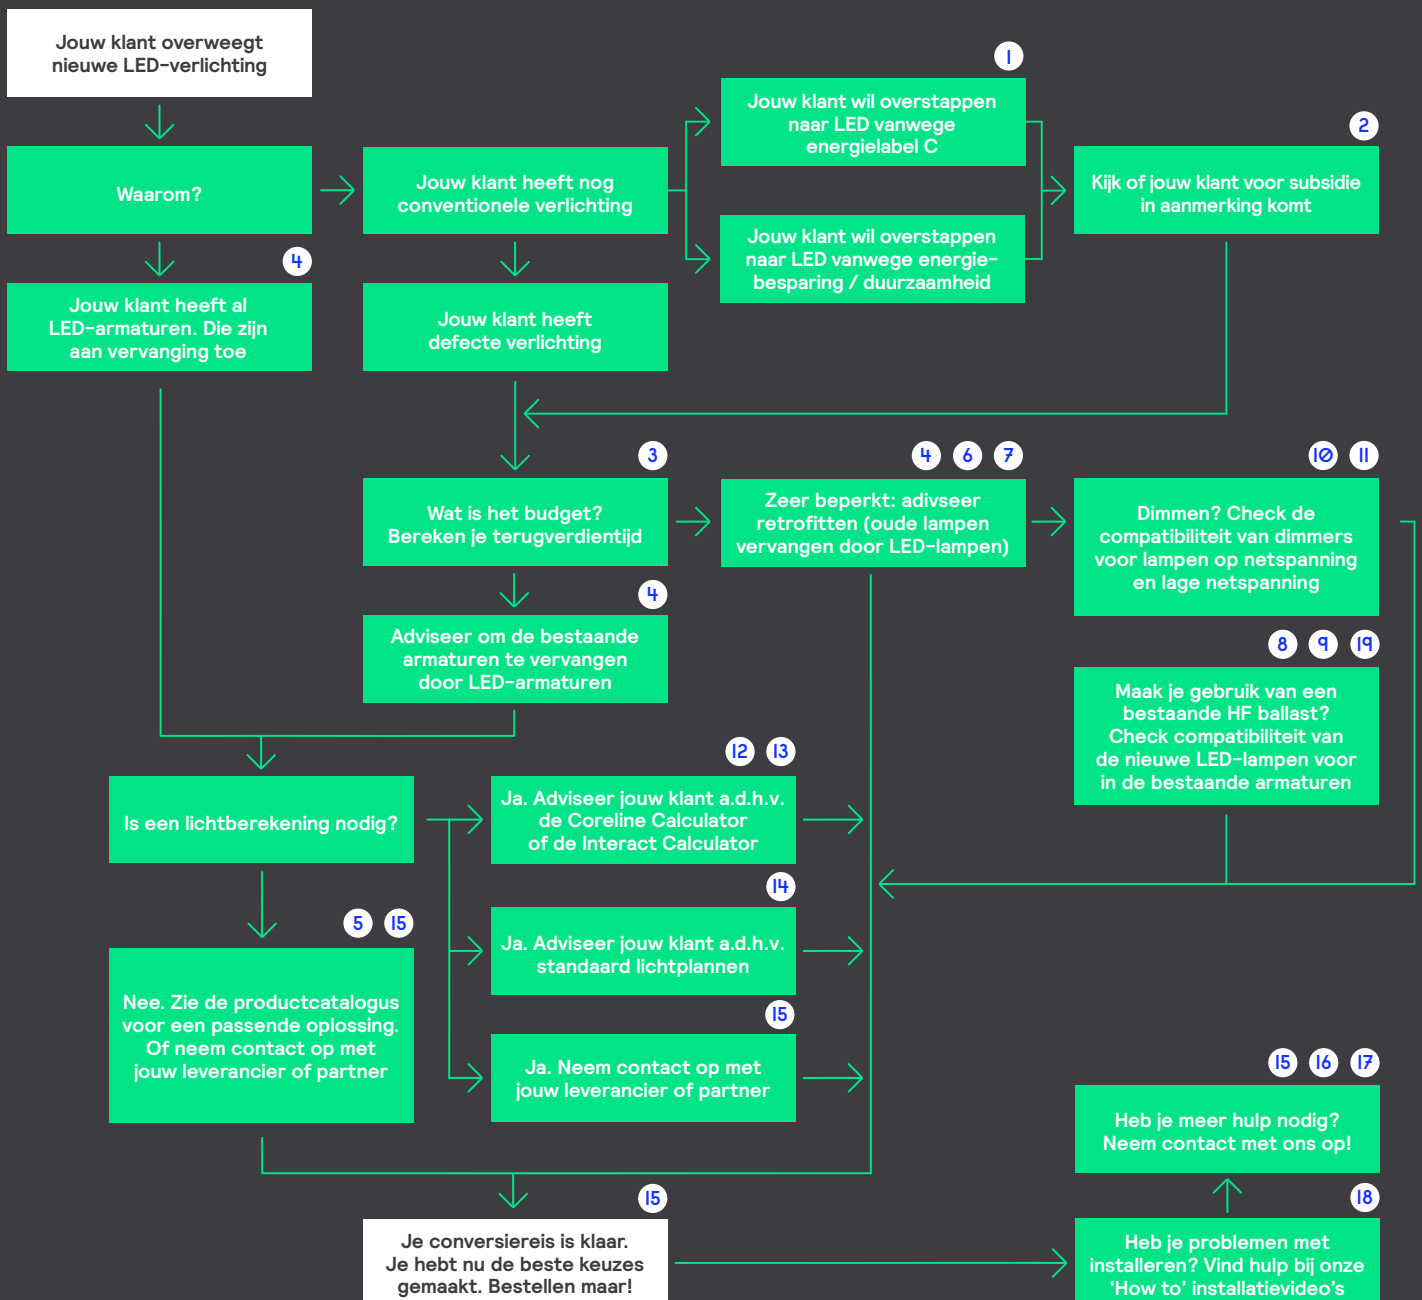 Jouw klant overweegt
nieuwe LED-verlichting
Waarom?
Jouw klant heeft nog
conventionele verlichting
1
Jouw klant wil overstappen
naar LED vanwege
energielabel C
Jouw klant wil overstappen
naar LED vanwege energie-
besparing / duurzaamheid
2
Kijk of jouw klant voor subsidie
in aanmerking komt
4
Jouw klant heeft al
LED-armaturen. Die zijn
aan vervanging toe
Jouw klant heeft
defecte verlichting
3
Wat is het budget?
Bereken je terugverdientijd
4 6 7
Zeer beperkt: adivseer
retrofitten (oude lampen
vervangen door LED-lampen)
10 11
Dimmen? Check de
compatibiliteit van dimmers
voor lampen op netspanning
en lage netspanning
4
Adviseer om de bestaande
armaturen te vervangen
door LED-armaturen
8 9 19
Maak je gebruik van een
bestaande HF ballast?
Check compatibiliteit van
de nieuwe LED-lampen voor
in de bestaande armaturen
Is een lichtberekening nodig?
12 13
Ja. Adviseer jouw klant a.d.h.v.
de Coreline Calculator
of de Interact Calculator
14
Ja. Adviseer jouw klant a.d.h.v.
standaard lichtplannen
5 15
Nee. Zie de productcatalogus
voor een passende oplossing.
Of neem contact op met
jouw leverancier of partner
15
Ja. Neem contact op met
jouw leverancier of partner
15 16 17
Heb je meer hulp nodig?
Neem contact met ons op!
15
Je conversiereis is klaar.
Je hebt nu de beste keuzes
gemaakt. Bestellen maar!
18
Heb je problemen met
installeren? Vind hulp bij onze
‘How to’ installatievideo’s